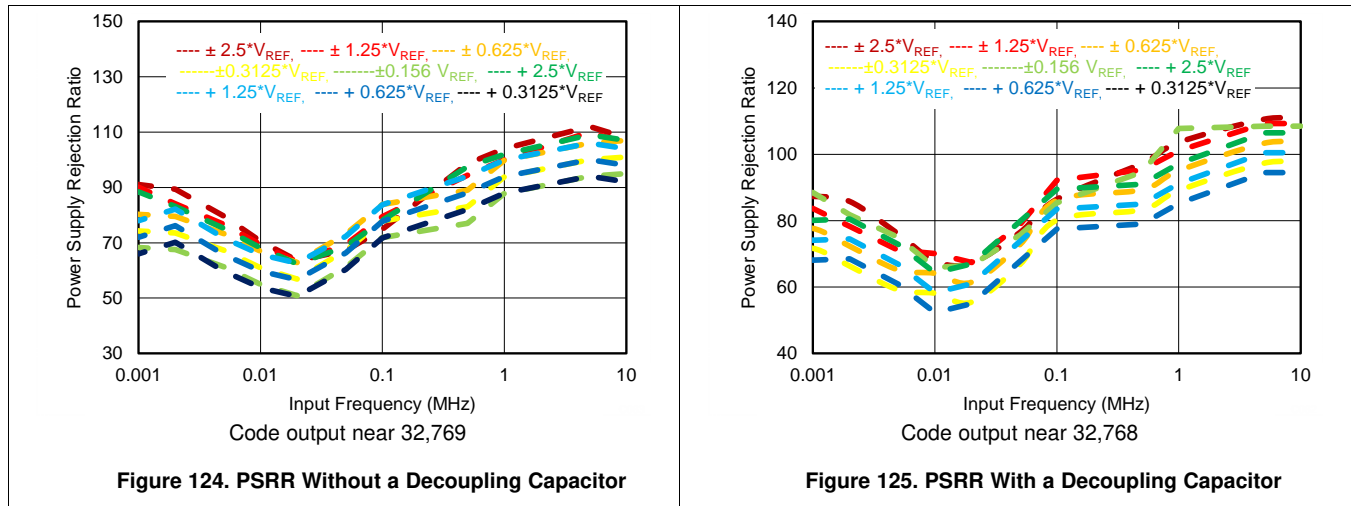 150
130
110
90
70
50
30
Power Supply Rejection Ratio
---- ± 2.5*VREF, ---- ± 1.25*VREF, ---- ± 0.625*VREF,
-------±0.3125*VREF, -------±0.156 VREF, ---- + 2.5*VREF
---- + 1.25*VREF, ---- + 0.625*VREF, ---- + 0.3125*VREF
0.001 0.01 0.1 1 10
Input Frequency (MHz)
Code output near 32,769
Figure 124. PSRR Without a Decoupling Capacitor
140
120
100
80
60
40
Power Supply Rejection Ratio
---- ± 2.5*VREF, ---- ± 1.25*VREF, ---- ± 0.625*VREF,
-------±0.3125*VREF, -------±0.156 VREF, ---- + 2.5*VREF
---- + 1.25*VREF, ---- + 0.625*VREF, ---- + 0.3125*VREF
0.001 0.01 0.1 1 10
Input Frequency (MHz)
Code output near 32,768
Figure 125. PSRR With a Decoupling Capacitor